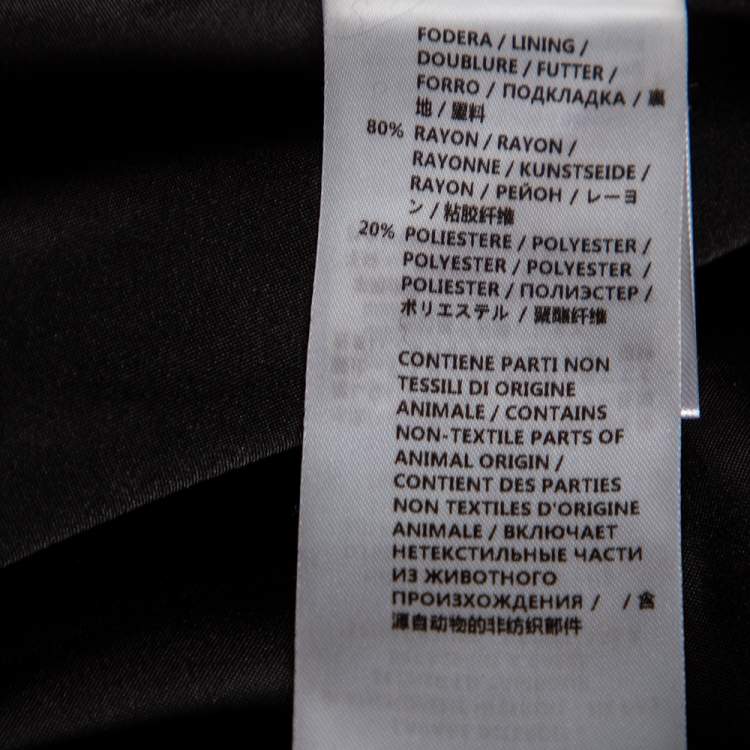 FODERA / LINING /
DOUBLURE / FUTTER /
FORRO / ПОДКЛАДКА / 裏
地 / 里料
80% RAYON / RAYON /
RAYONNE / KUNSTSEIDE /
RAYON / РЕЙОН / レーヨ
ン / 粘胶纤维
20% POLIESTERE / POLYESTER /
POLYESTER / POLYESTER /
POLIESTER / ПОЛИЭСТЕР /
ポリエステル / 聚酯纤维
CONTIENE PARTI NON
TESSILI DI ORIGINE
ANIMALE / CONTAINS
NON-TEXTILE PARTS OF
ANIMAL ORIGIN /
CONTIENT DES PARTIES
NON TEXTILES D'ORIGINE
ANIMALE / ВКЛЮЧАЕТ
НЕТЕКСТИЛЬНЫЕ ЧАСТИ
ИЗ ЖИВОТНОГО
ПРОИЗХОЖДЕНИЯ / / 含
源自动物的非纺织部件